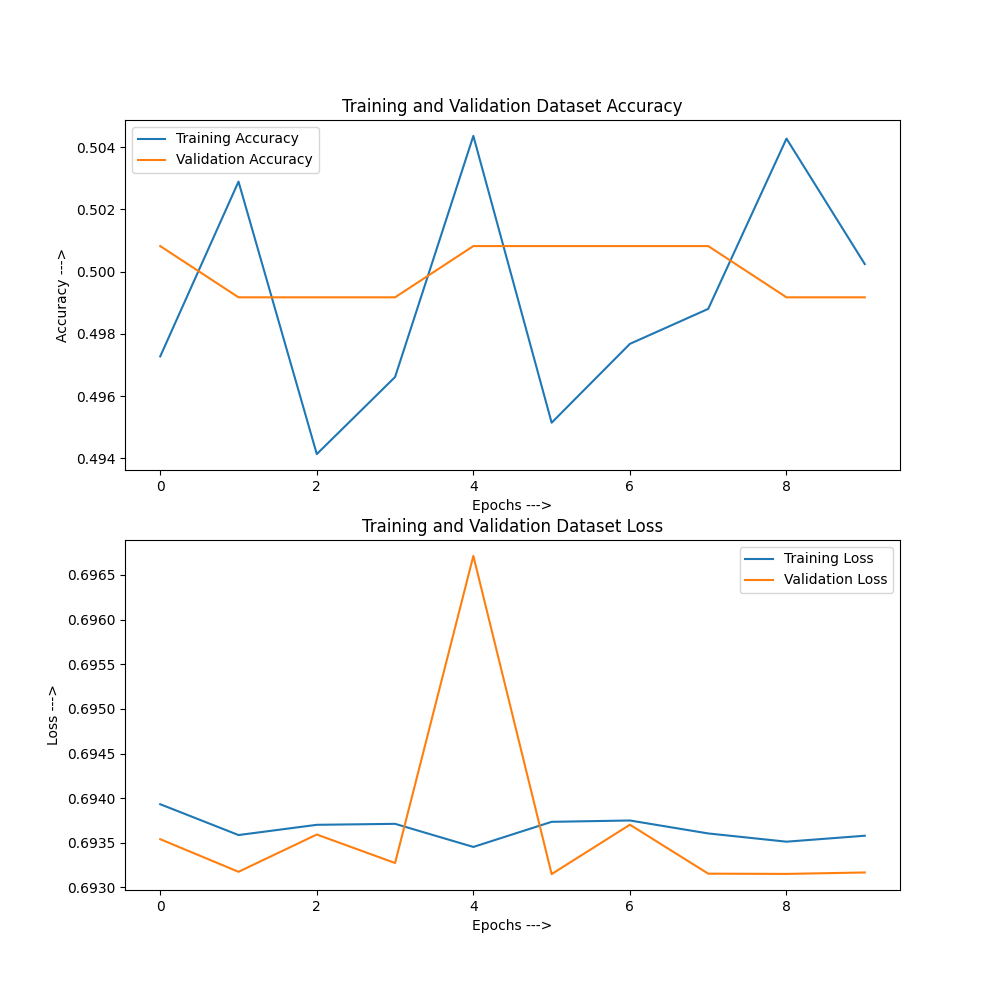 Training and Validation Dataset Accuracy
Training Accuracy
Validation Accuracy
Accuracy --->
0.504
0.502
0.500
0.498
0.496
0.494
0 2 4 6 8
Epochs --->
Training and Validation Dataset Loss
Training Loss
Validation Loss
Loss --->
0.6965
0.6960
0.6955
0.6950
0.6945
0.6940
0.6935
0.6930
0 2 4 6 8
Epochs --->